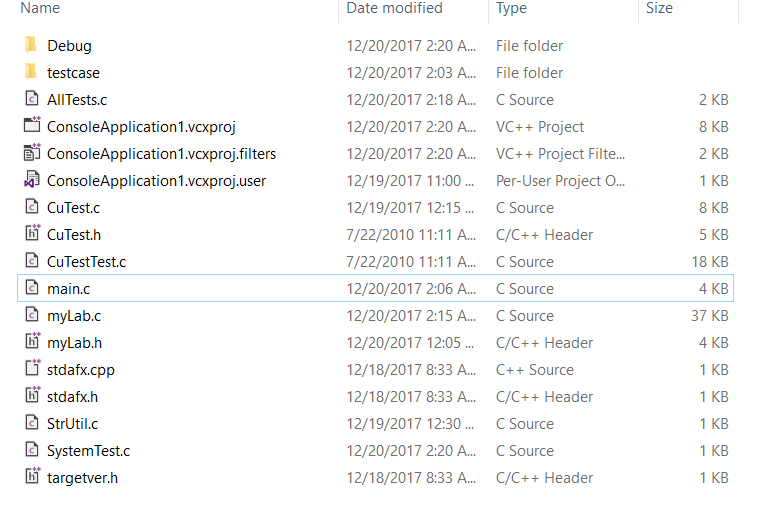 Name Date modified Type Size
Debug 12/20/2017 2:20 A... File folder
testcase 12/20/2017 2:03 A... File folder
AllTests.c 12/20/2017 2:18 A... C Source 2 KB
ConsoleApplication1.vcxproj 12/20/2017 2:20 A... VC++ Project 8 KB
ConsoleApplication1.vcxproj.filters 12/20/2017 2:20 A... VC++ Project Filte... 2 KB
ConsoleApplication1.vcxproj.user 12/19/2017 11:00 ... Per-User Project O... 1 KB
CuTest.c 12/19/2017 12:15 ... C Source 8 KB
CuTest.h 7/22/2010 11:11 A... C/C++ Header 5 KB
CuTestTest.c 7/22/2010 11:11 A... C Source 18 KB
main.c 12/20/2017 2:06 A... C Source 4 KB
myLab.c 12/20/2017 2:15 A... C Source 37 KB
myLab.h 12/20/2017 12:05 ... C/C++ Header 4 KB
stdafx.cpp 12/18/2017 8:33 A... C++ Source 1 KB
stdafx.h 12/18/2017 8:33 A... C/C++ Header 1 KB
StrUtil.c 12/19/2017 12:30 ... C Source 1 KB
SystemTest.c 12/20/2017 2:20 A... C Source 1 KB
targetver.h 12/18/2017 8:33 A... C/C++ Header 1 KB